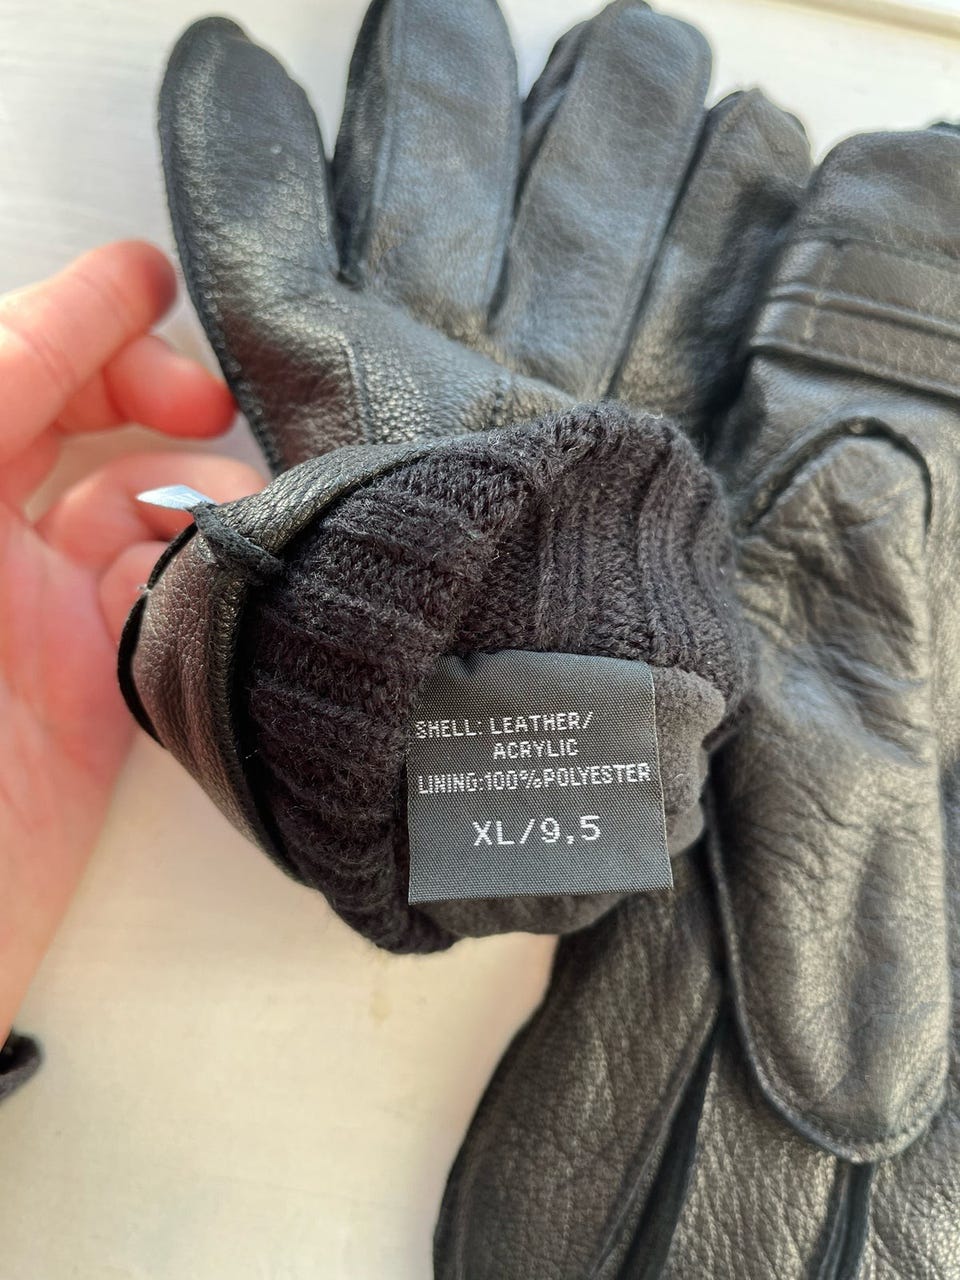 SHELL: LEATHER/
ACRYLIC
LINING:100%POLYESTER
XL/9,5